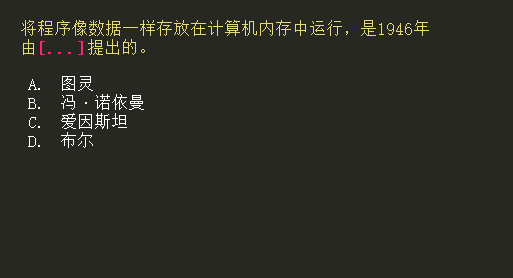 将程序像数据一样存放在计算机内存中运行，是1946年
由[...]提出的。
A. 图灵
B. 冯·诺依曼
C. 爱因斯坦
D. 布尔